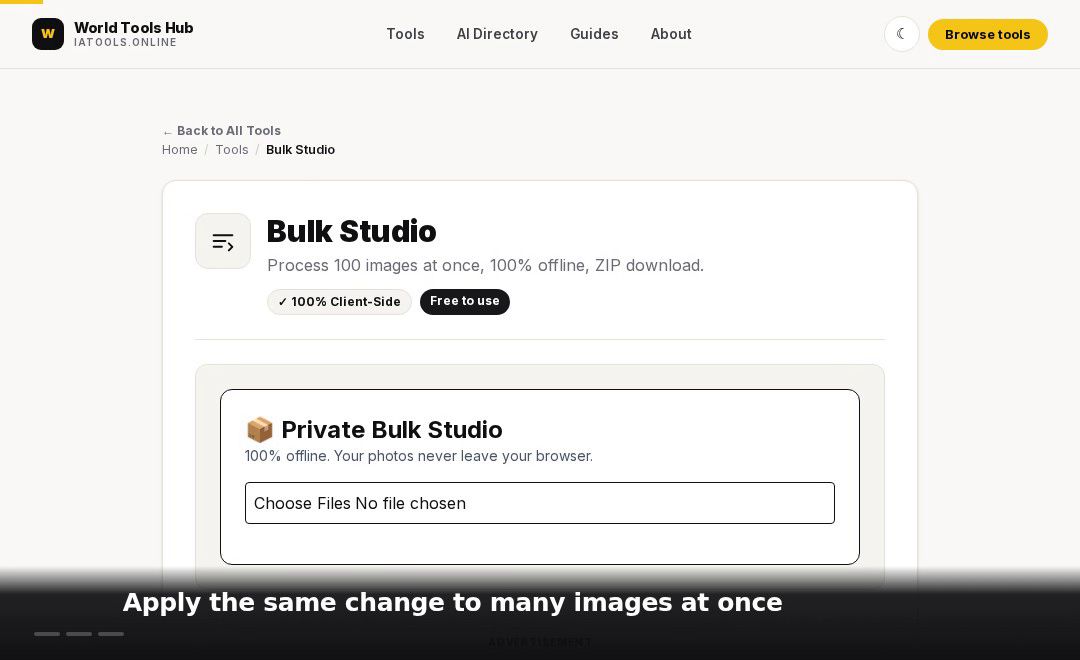 W
World Tools Hub
IATOOLS.ONLINE
Tools
AI Directory
Guides
About
☾
Browse tools
← Back to All Tools
Home / Tools / Bulk Studio
Bulk Studio
Process 100 images at once, 100% offline, ZIP download.
✓ 100% Client-Side
Free to use
📦 Private Bulk Studio
100% offline. Your photos never leave your browser.
Choose Files No file chosen
Apply the same change to many images at once
ADVERTISEMENT